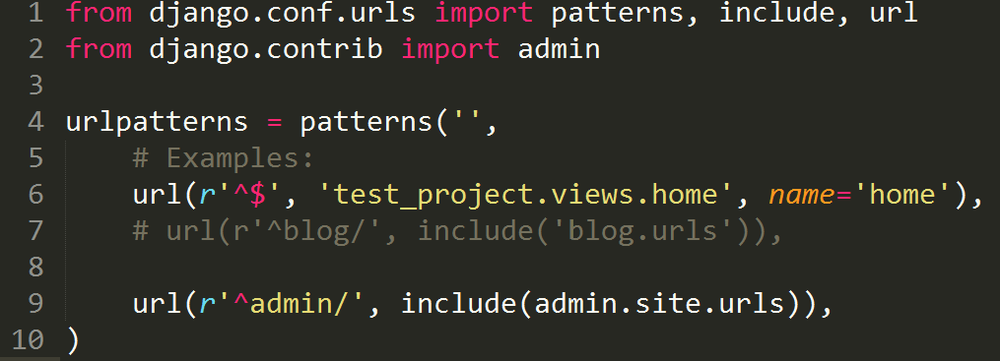 1 from django.conf.urls import patterns, include, url
2 from django.contrib import admin
3
4 urlpatterns = patterns('',
5     # Examples:
6     url(r'^$', 'test_project.views.home', name='home'),
7     # url(r'^blog/', include('blog.urls')),
8
9     url(r'^admin/', include(admin.site.urls)),
10 )